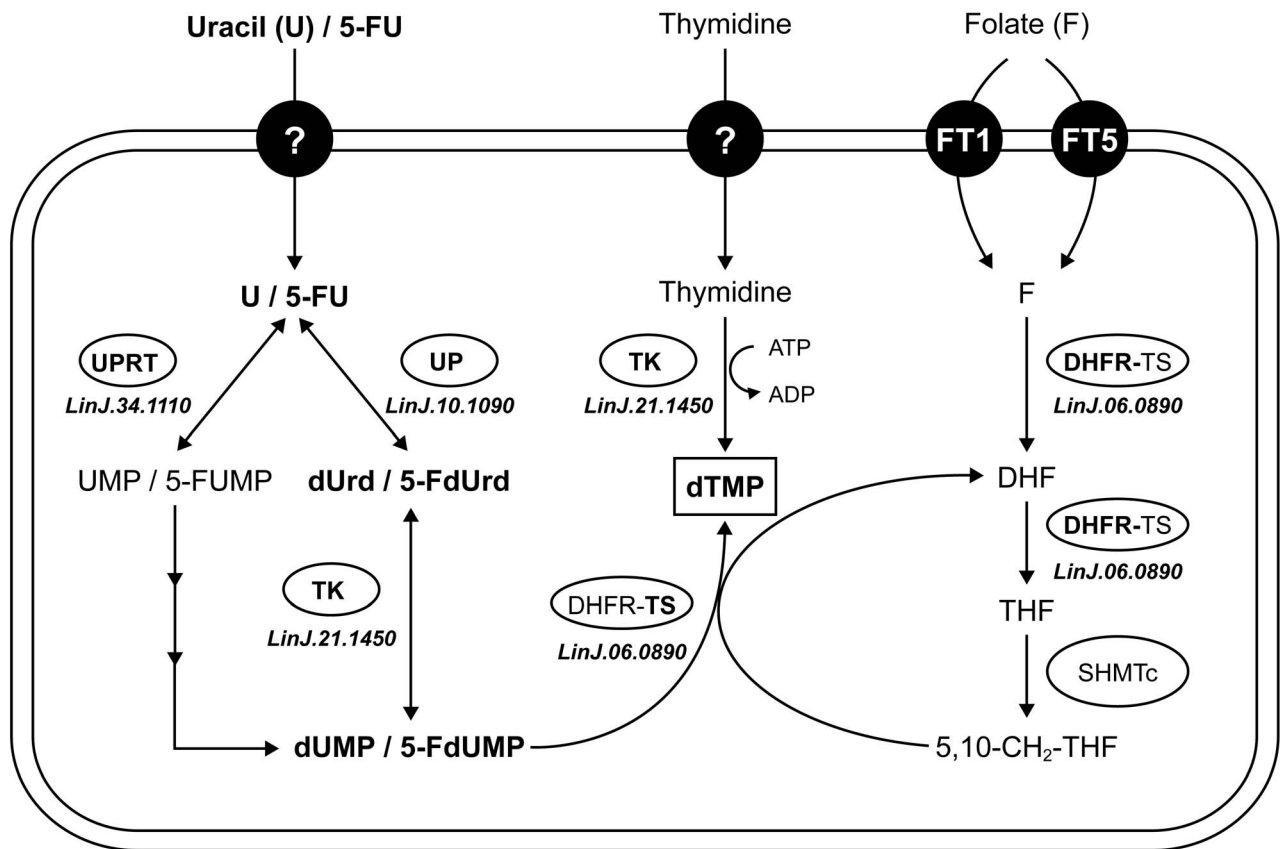 Uracil (U) / 5-FU
Thymidine
Folate (F)
?
?
FT1
FT5
U / 5-FU
Thymidine
F
UPRT
LinJ.34.1110
UP
LinJ.10.1090
TK
LinJ.21.1450
ATP
ADP
DHFR-TS
LinJ.06.0890
UMP / 5-FUMP
dUrd / 5-FdUrd
dTMP
DHF
DHFR-TS
LinJ.06.0890
TK
LinJ.21.1450
DHFR-TS
LinJ.06.0890
THF
SHMTc
dUMP / 5-FdUMP
5,10-CH₂-THF